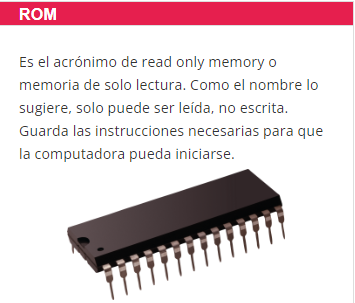 ROM
Es el acrónimo de read only memory o
memoria de solo lectura. Como el nombre lo
sugiere, solo puede ser leída, no escrita.
Guarda las instrucciones necesarias para que
la computadora pueda iniciarse.